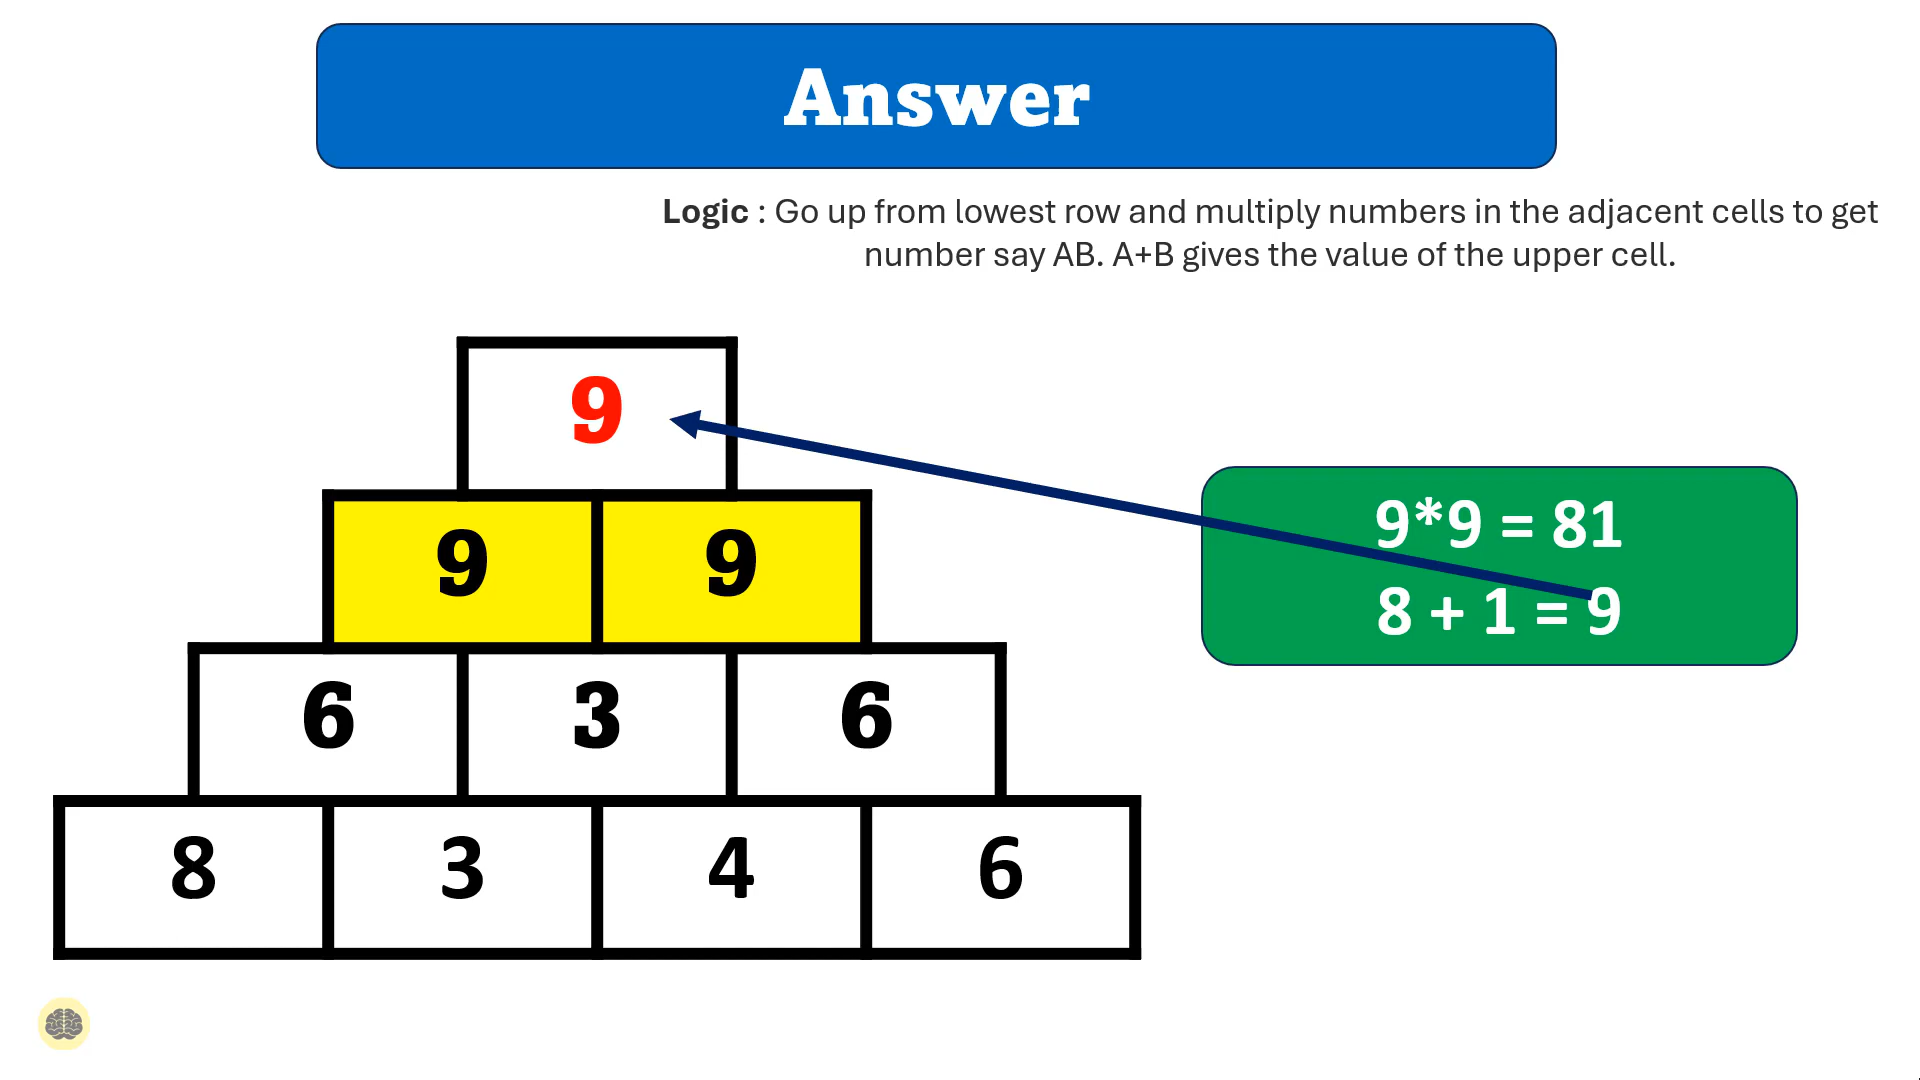 Answer
Logic : Go up from lowest row and multiply numbers in the adjacent cells to get
number say AB. A+B gives the value of the upper cell.
9
9 9
6 3 6
8 3 4 6
9*9 = 81
8 + 1 = 9